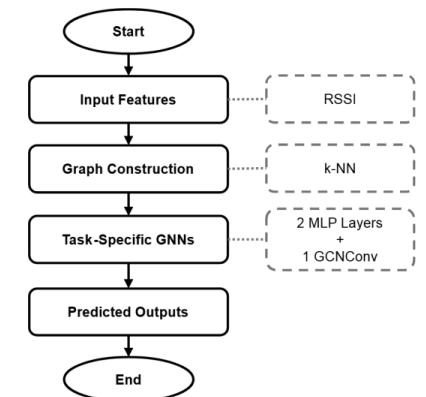 Start
Input Features
RSSI
Graph Construction
k-NN
Task-Specific GNNs
2 MLP Layers
+
1 GCNConv
Predicted Outputs
End